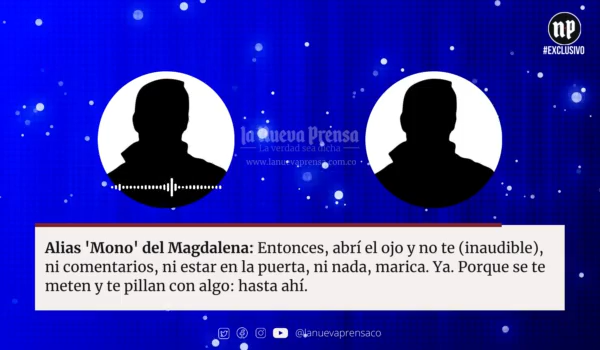 np
#EXCLUSIVO
la nueva Prensa
La verdad sea dicha
www.lanuevaprensa.com.co
Alias 'Mono' del Magdalena: Entonces, abrí el ojo y no te (inaudible),
ni comentarios, ni estar en la puerta, ni nada, marica. Ya. Porque se te
meten y te pillan con algo: hasta ahí.
@lanuevaprensaco